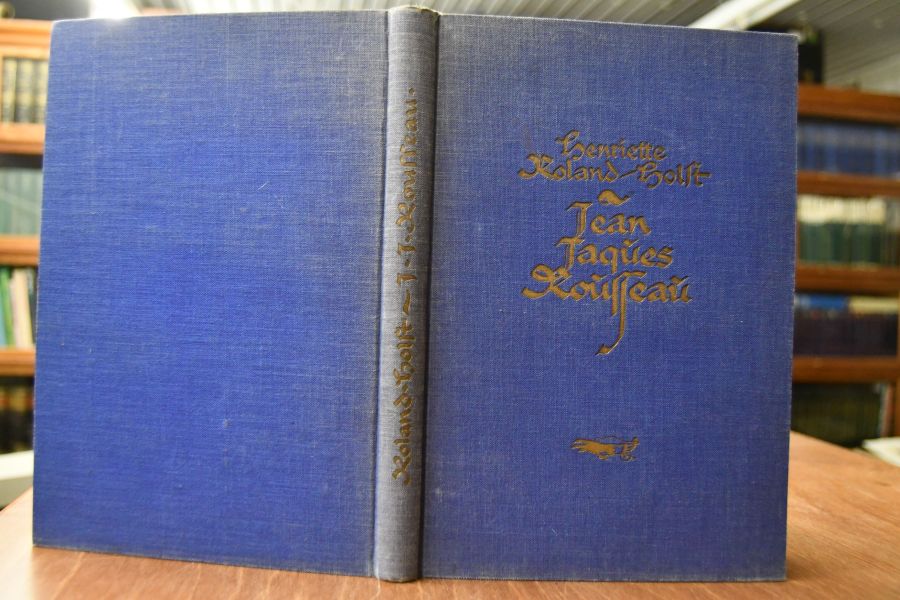 Henriette
Roland-Holst
Jean
Jaques
Rousseau
Roland-Holst ~ J. J. Rousseau.